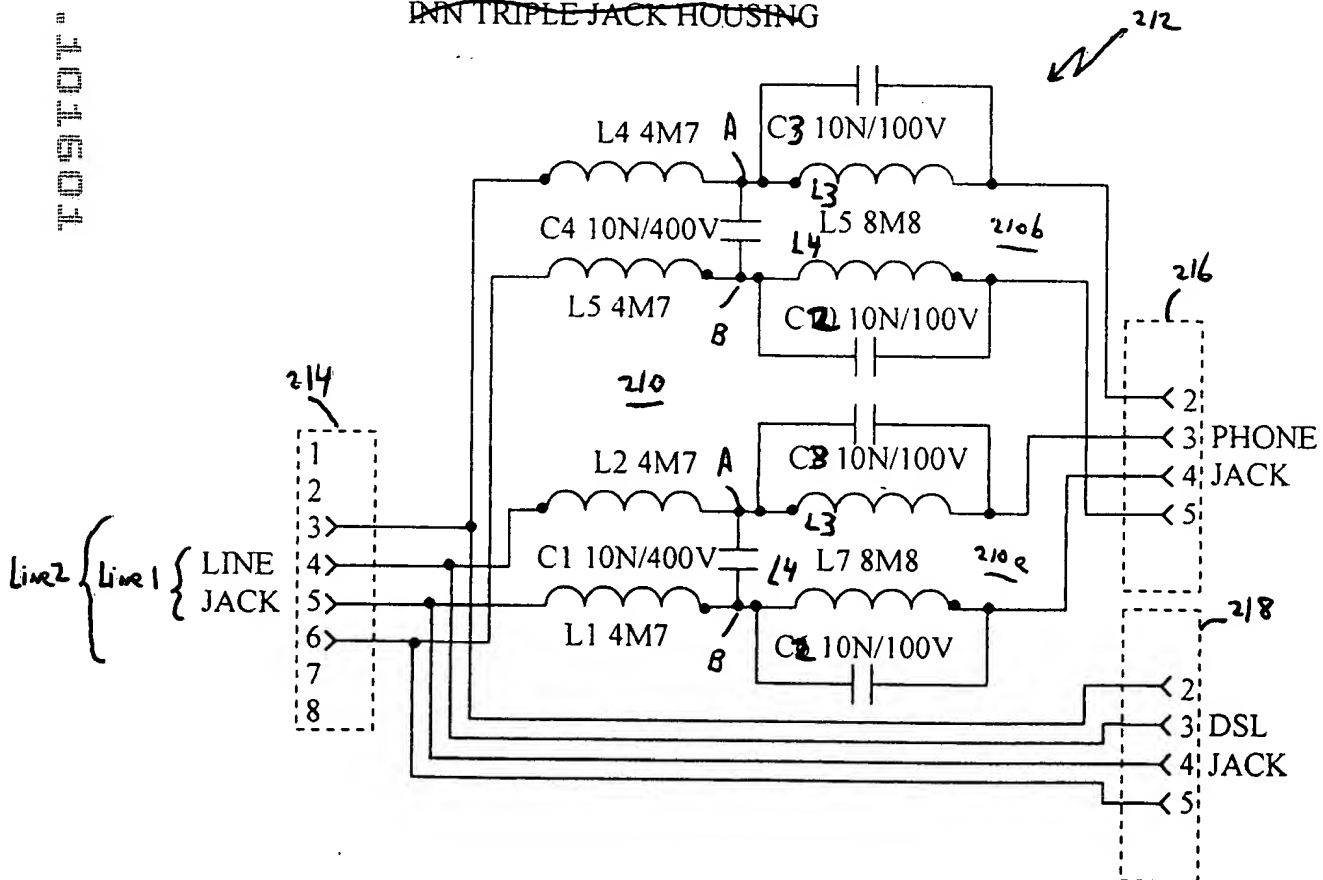 INN TRIPLE JACK HOUSING
.101601
212
L4 4M7
A
C3 10N/100V
L3
C4 10N/400V
L5 8M8
L4
210b
L5 4M7
B
10N/100V
216
214
210
2
3 PHONE
4 JACK
5
1
2
3
4
5
6
7
8
Line2
Line1
LINE
JACK
L2 4M7
A
10N/100V
L3
C1 10N/400V
L7 8M8
L4
L1 4M7
B
10N/100V
218
2
3 DSL
4 JACK
5